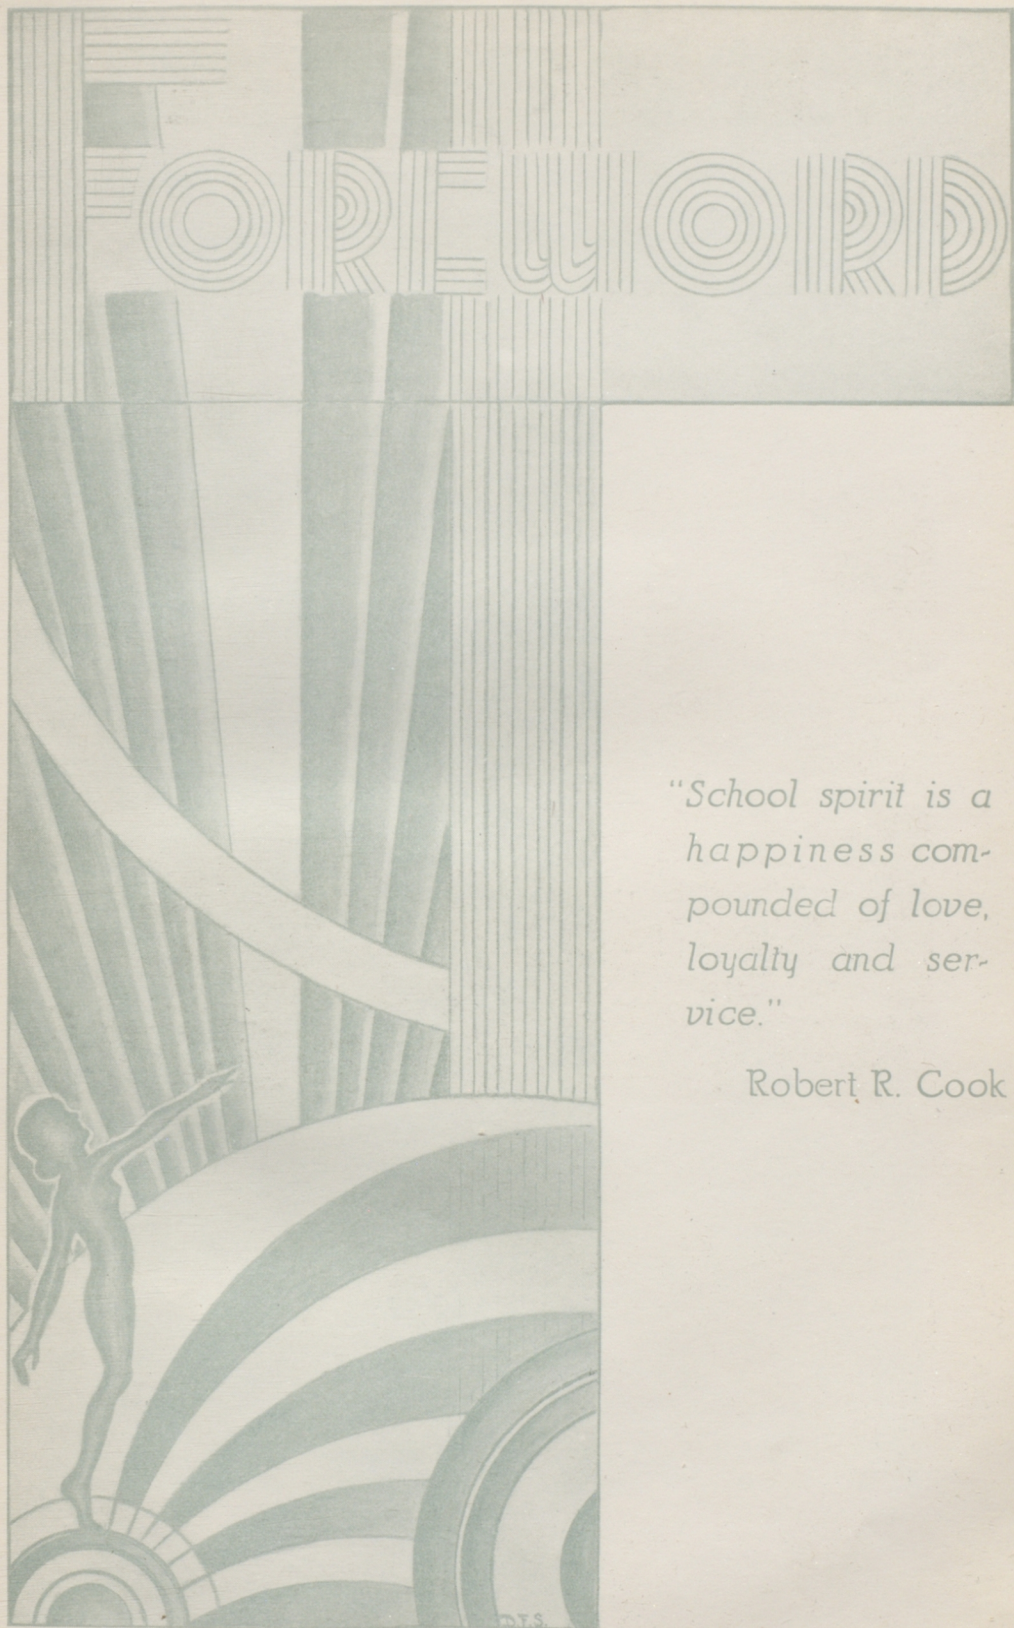 FOREWORD
"School spirit is a
happiness com-
pounded of love,
loyalty and ser-
vice."
Robert R. Cook
D.F.S.